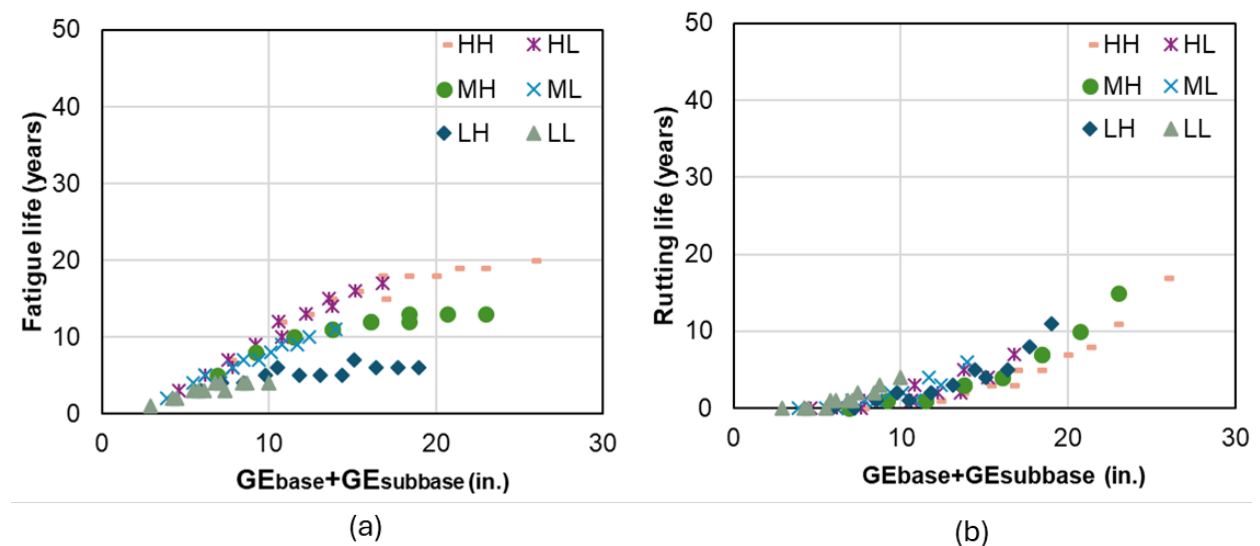 50
40
30
20
10
0
Fatigue life (years)
HH HL
MH ML
LH LL
0 10 20 30
GEbase+GEsubbase (in.)
(a)
50
40
30
20
10
0
Rutting life (years)
HH HL
MH ML
LH LL
0 10 20 30
GEbase+GEsubbase (in.)
(b)